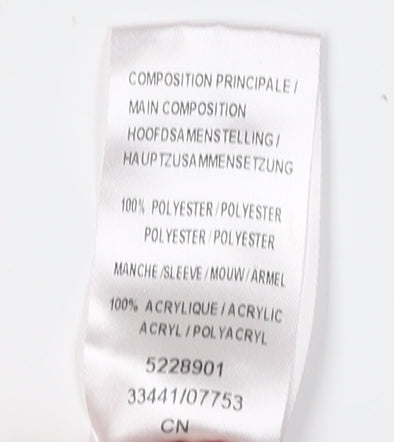 COMPOSITION PRINCIPALE /
MAIN COMPOSITION
HOOFDSAMENSTELLING /
HAUPTZUSAMMENSETZUNG
100% POLYESTER / POLYESTER
POLYESTER / POLYESTER
MANCHE /SLEEVE / MOUW / ÄRMEL
100% ACRYLIQUE / ACRYLIC
ACRYL / POLYACRYL
5228901
33441/07753
CN